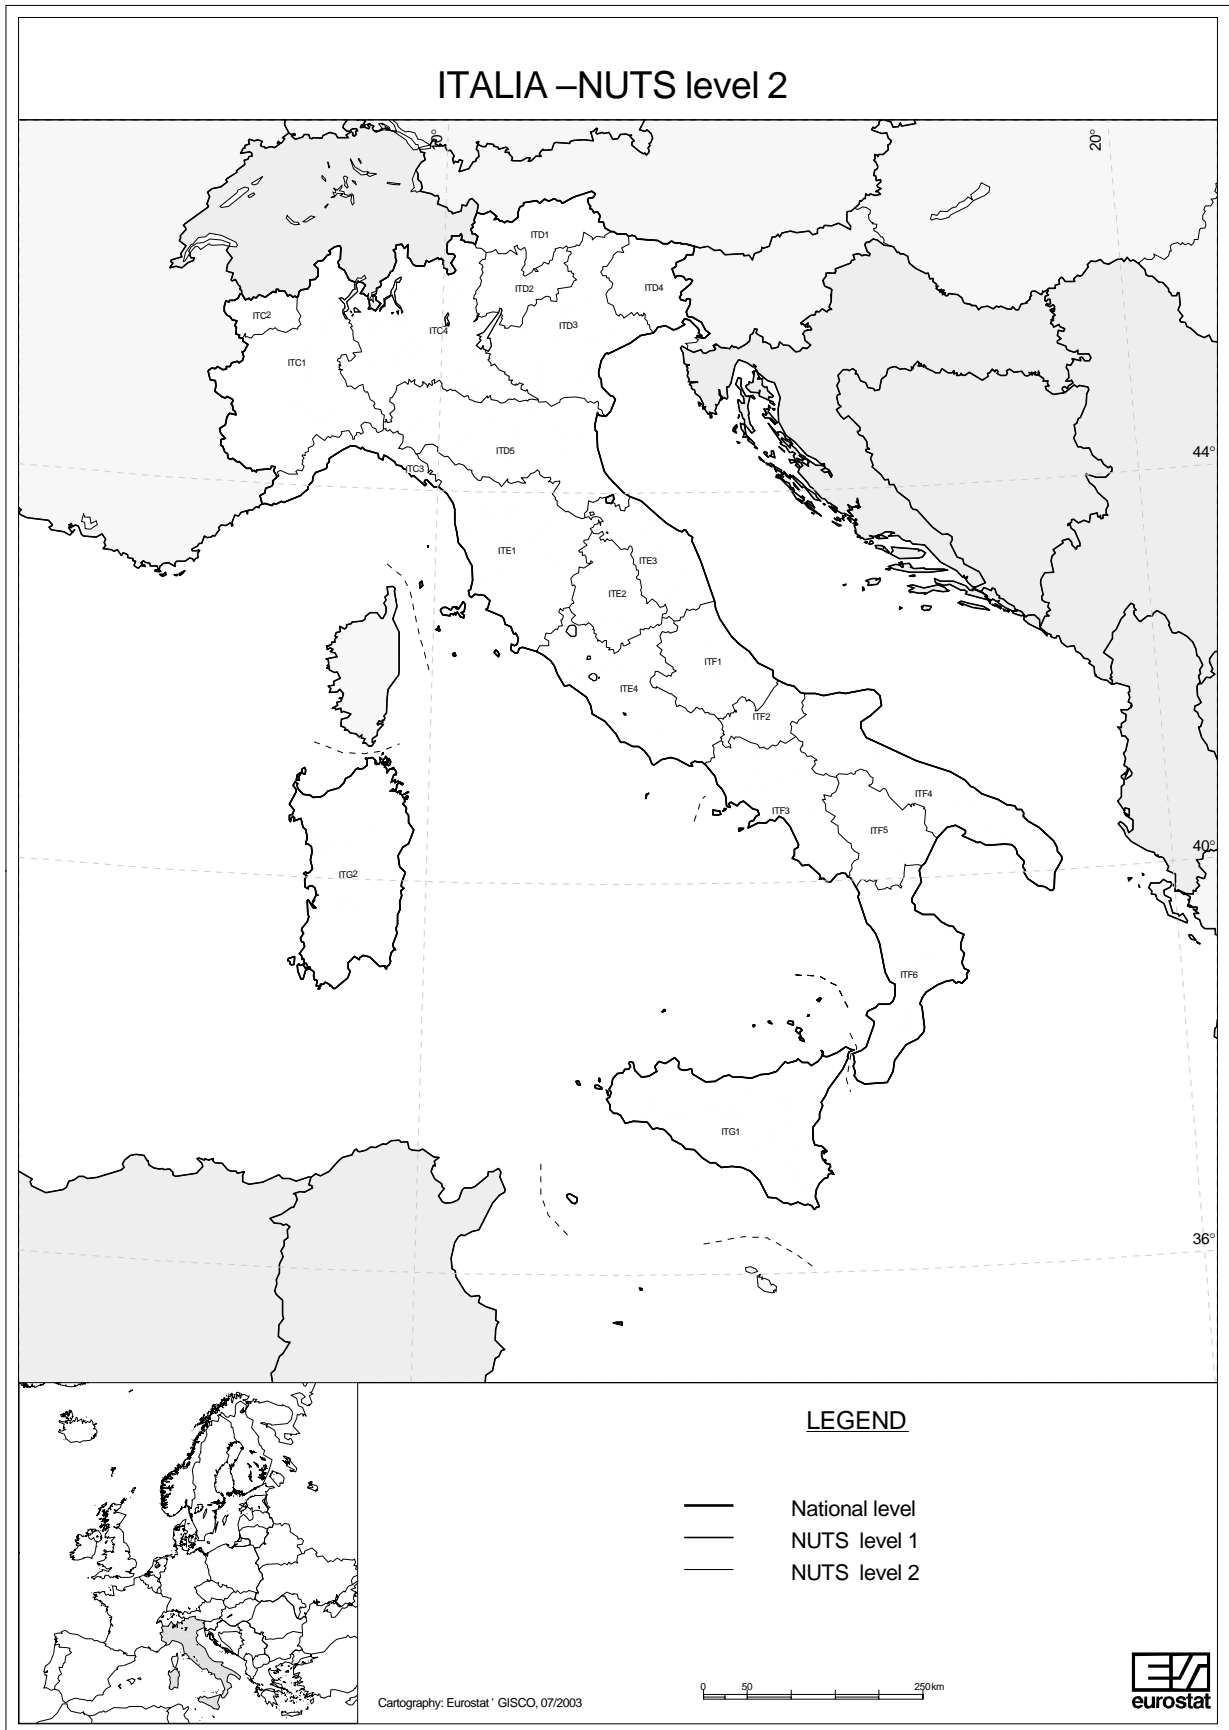 ITALIA –NUTS level 2
20°
ITD1
ITD2
ITD4
ITC2
ITC4
ITD3
ITC1
ITD5
44°
ITC3
ITE1
ITE3
ITE2
ITF1
ITE4
ITF2
ITF4
ITF3
ITF5
40°
ITG2
ITF6
ITG1
36°
LEGEND
National level
NUTS level 1
NUTS level 2
Cartography: Eurostat ' GISCO, 07/2003
0 50 250 km
eurostat